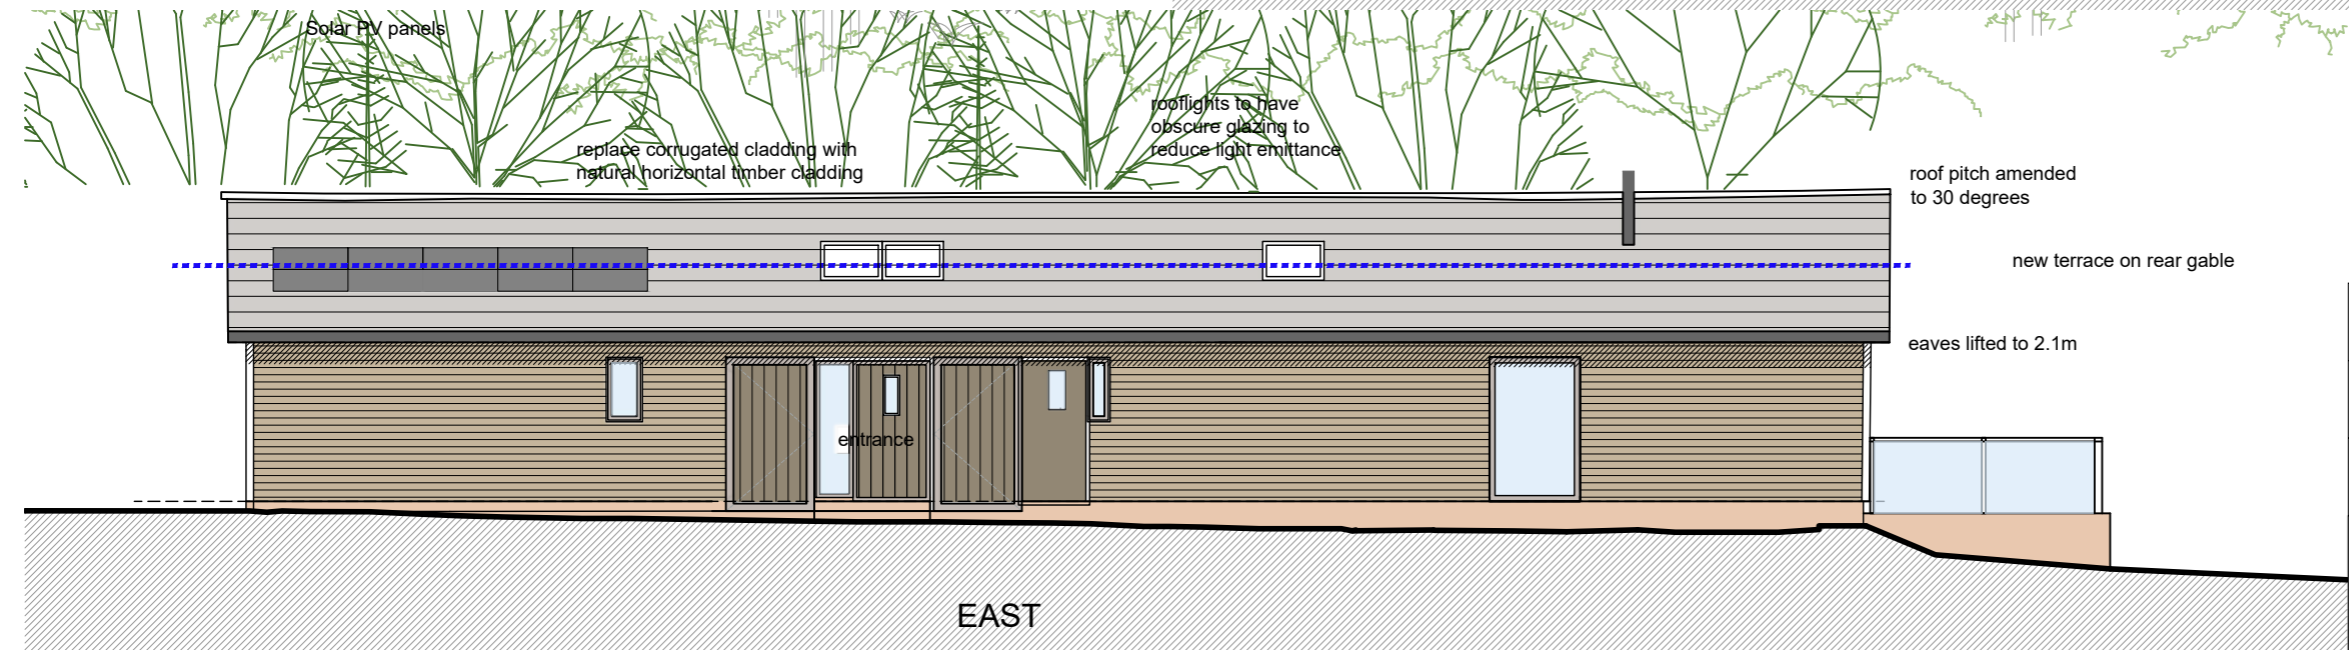 Solar PV panels
replace corrugated cladding with
natural horizontal timber cladding
rooflights to have
obscure glazing to
reduce light emittance
roof pitch amended
to 30 degrees
new terrace on rear gable
eaves lifted to 2.1m
entrance
EAST